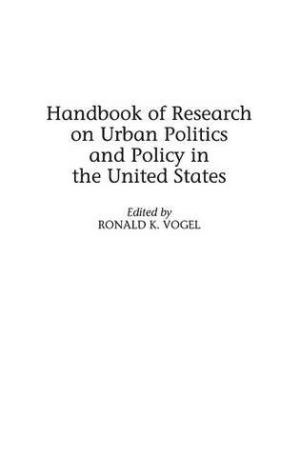 Handbook of Research
on Urban Politics
and Policy in
the United States
Edited by
RONALD K. VOGEL